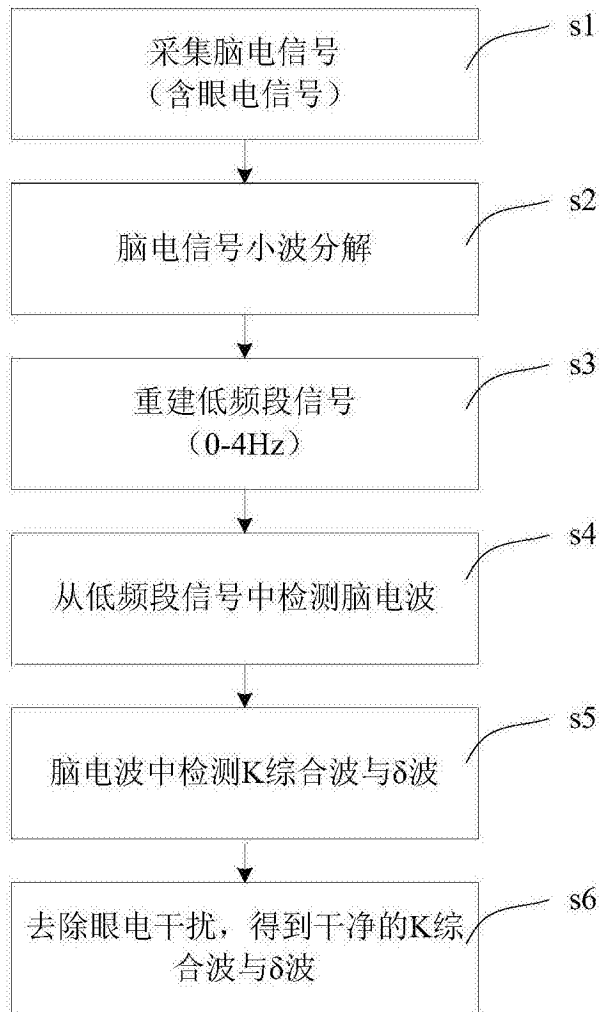 采集脑电信号
（含眼电信号）
s1
脑电信号小波分解
s2
重建低频段信号
（0-4Hz）
s3
从低频段信号中检测脑电波
s4
脑电波中检测K综合波与δ波
s5
去除眼电干扰，得到干净的K综
合波与δ波
s6